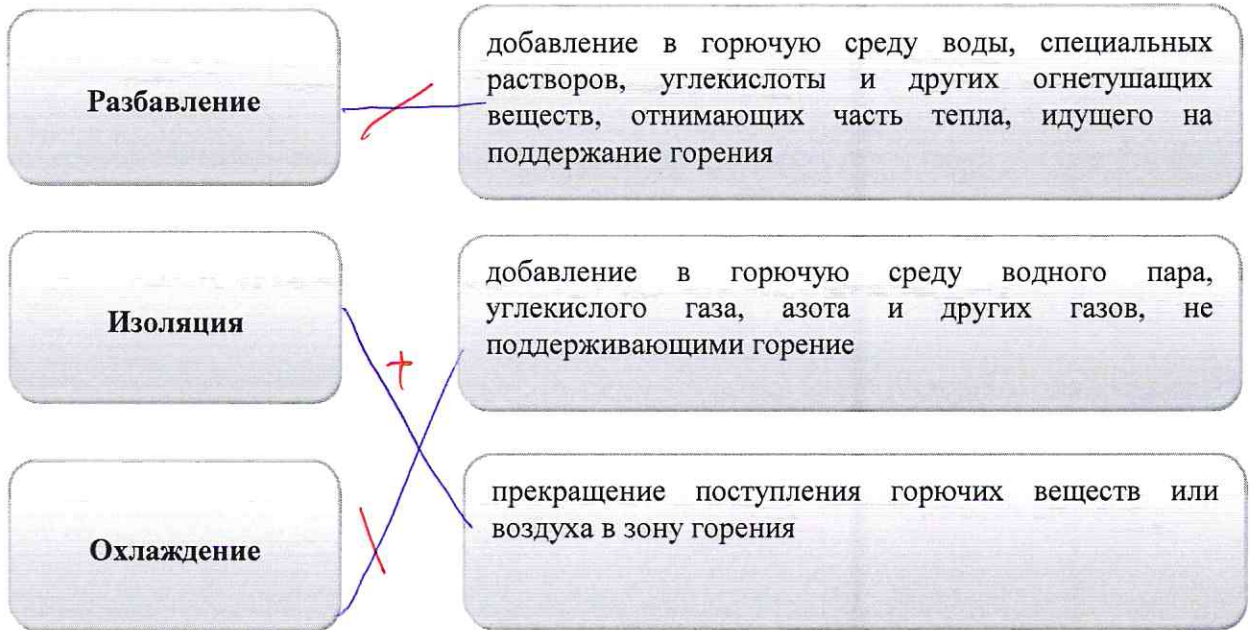 Разбавление
добавление в горючую среду воды, специальных
растворов, углекислоты и других огнетушащих
веществ, отнимающих часть тепла, идущего на
поддержание горения
Изоляция
добавление в горючую среду водного пара,
углекислого газа, азота и других газов, не
поддерживающими горение
+
Охлаждение
прекращение поступления горючих веществ или
воздуха в зону горения